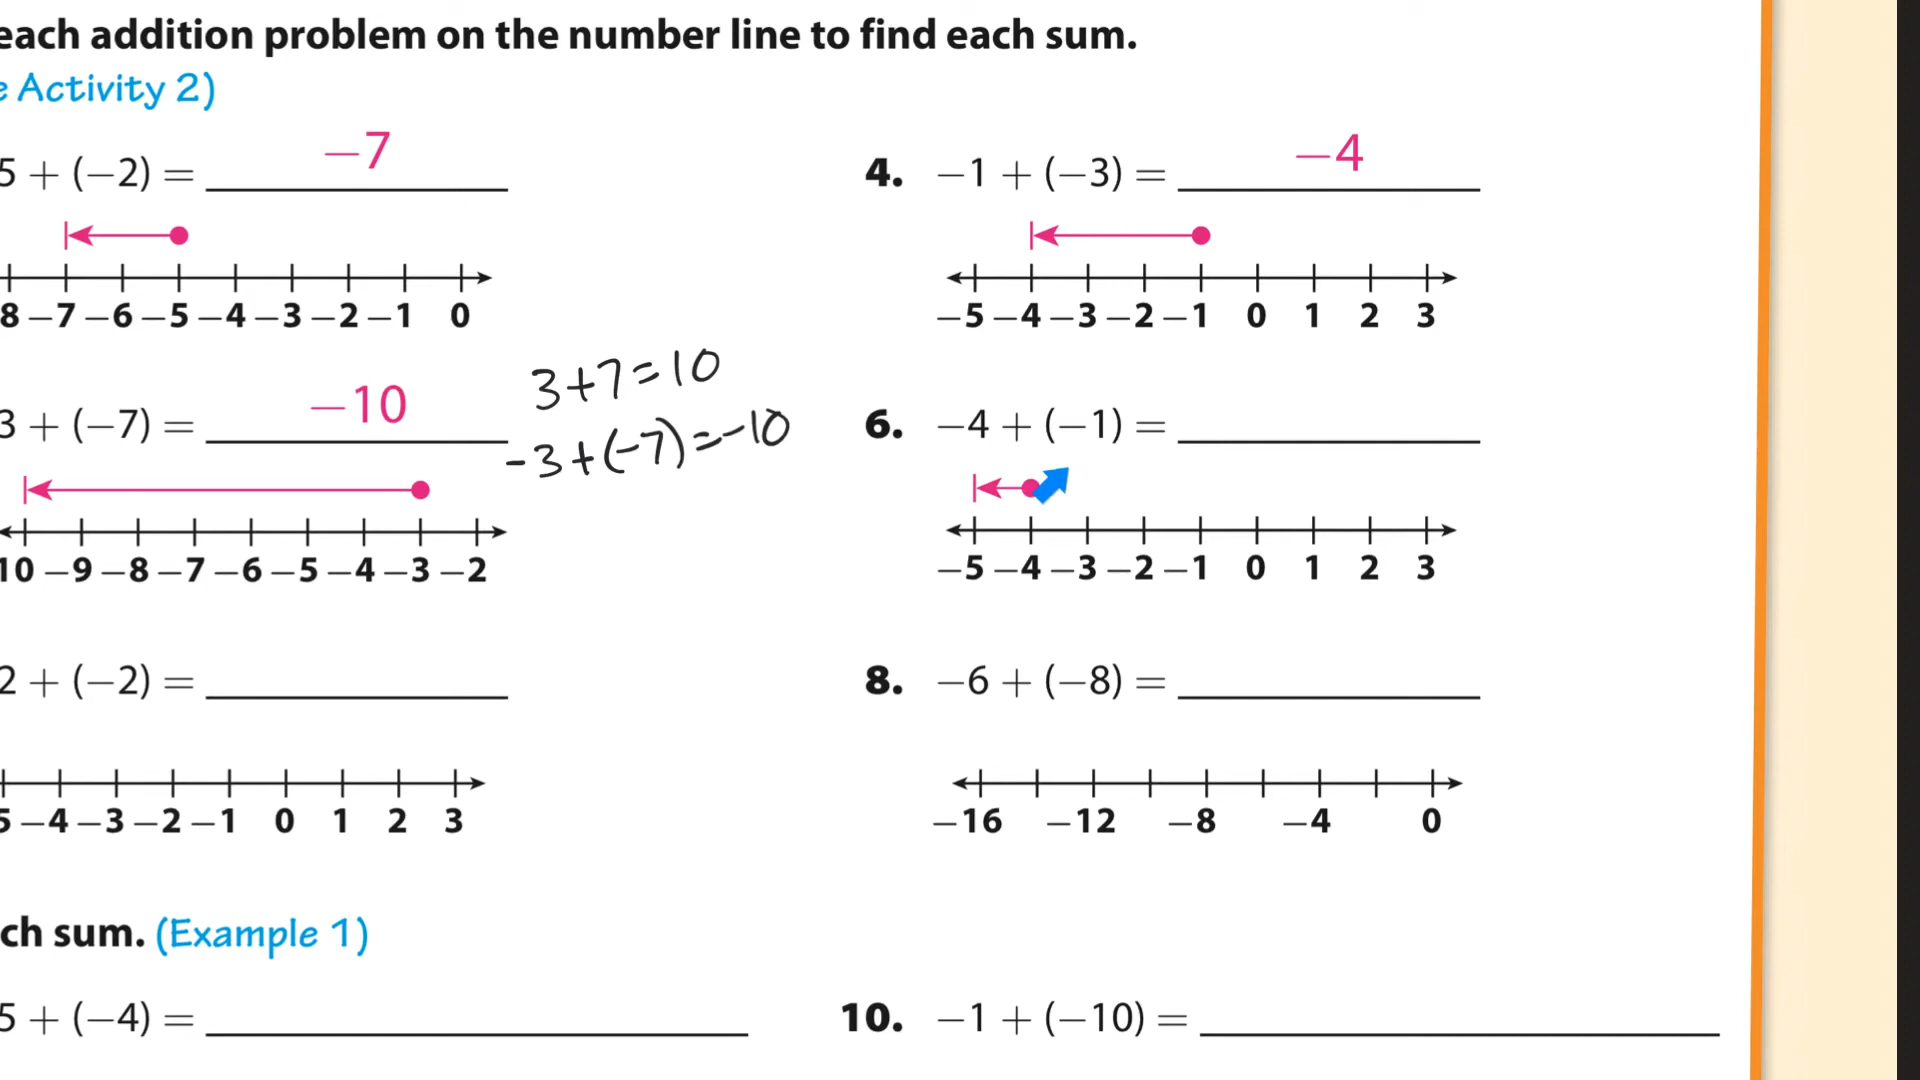 each addition problem on the number line to find each sum.
e Activity 2)
5 + (−2) = −7
4. −1 + (−3) = −4
8 −7 −6 −5 −4 −3 −2 −1 0
−5 −4 −3 −2 −1 0 1 2 3
3 + (−7) = −10
3+7=10
-3+(-7)=-10
6. −4 + (−1) =
10 −9 −8 −7 −6 −5 −4 −3 −2
−5 −4 −3 −2 −1 0 1 2 3
2 + (−2) =
8. −6 + (−8) =
5 −4 −3 −2 −1 0 1 2 3
−16 −12 −8 −4 0
ch sum. (Example 1)
5 + (−4) =
10. −1 + (−10) =